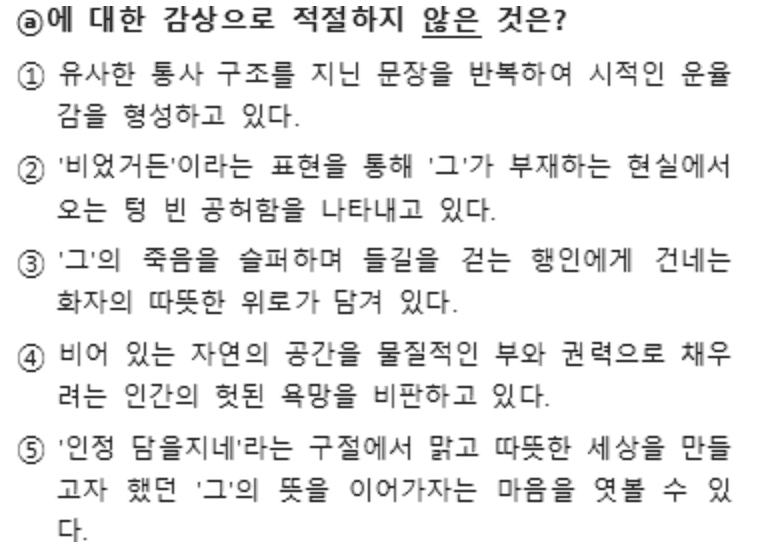 ⓐ에 대한 감상으로 적절하지 않은 것은?
① 유사한 통사 구조를 지닌 문장을 반복하여 시적인 운율
감을 형성하고 있다.
② '비었거든'이라는 표현을 통해 '그'가 부재하는 현실에서
오는 텅 빈 공허함을 나타내고 있다.
③ '그'의 죽음을 슬퍼하며 들길을 걷는 행인에게 건네는
화자의 따뜻한 위로가 담겨 있다.
④ 비어 있는 자연의 공간을 물질적인 부와 권력으로 채우
려는 인간의 헛된 욕망을 비판하고 있다.
⑤ '인정 담을지네'라는 구절에서 맑고 따뜻한 세상을 만들
고자 했던 '그'의 뜻을 이어가자는 마음을 엿볼 수 있
다.